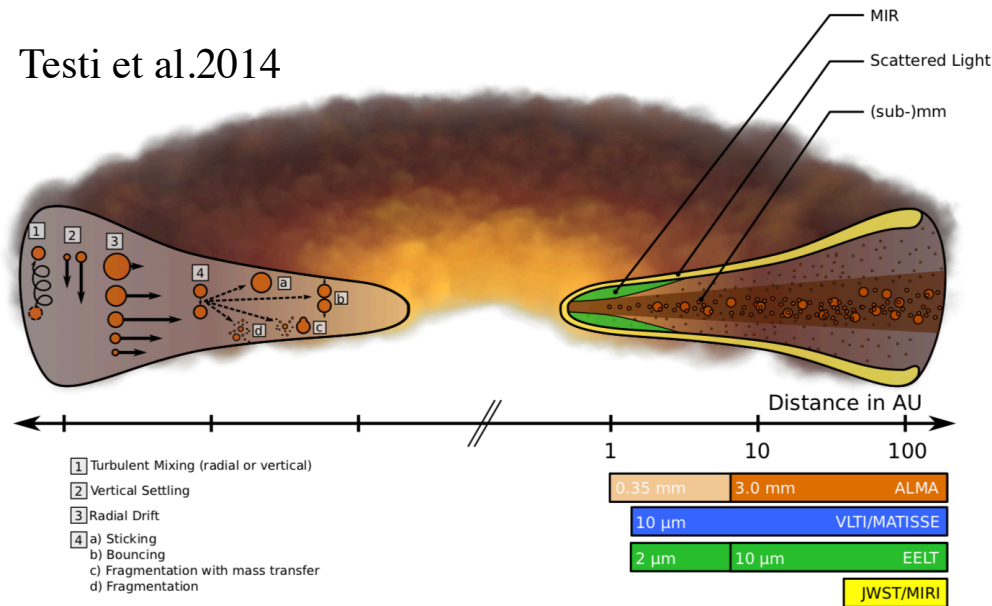 Testi et al.2014
MIR
Scattered Light
(sub-)mm
1
2
3
4
a
b
c
d
Distance in AU
1 10 100
1 Turbulent Mixing (radial or vertical)
2 Vertical Settling
3 Radial Drift
4 a) Sticking
b) Bouncing
c) Fragmentation with mass transfer
d) Fragmentation
0.35 mm 3.0 mm ALMA
10 μm VLTI/MATISSE
2 μm 10 μm EELT
JWST/MIRI